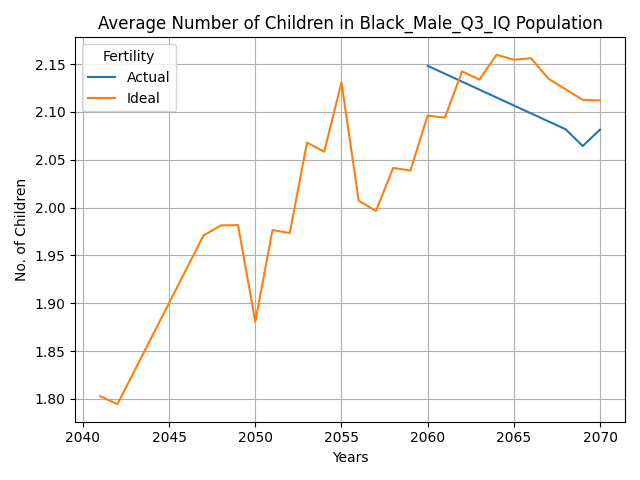 Average Number of Children in Black_Male_Q3_IQ Population
Fertility
Actual
Ideal
No. of Children
2.15
2.10
2.05
2.00
1.95
1.90
1.85
1.80
2040 2045 2050 2055 2060 2065 2070
Years